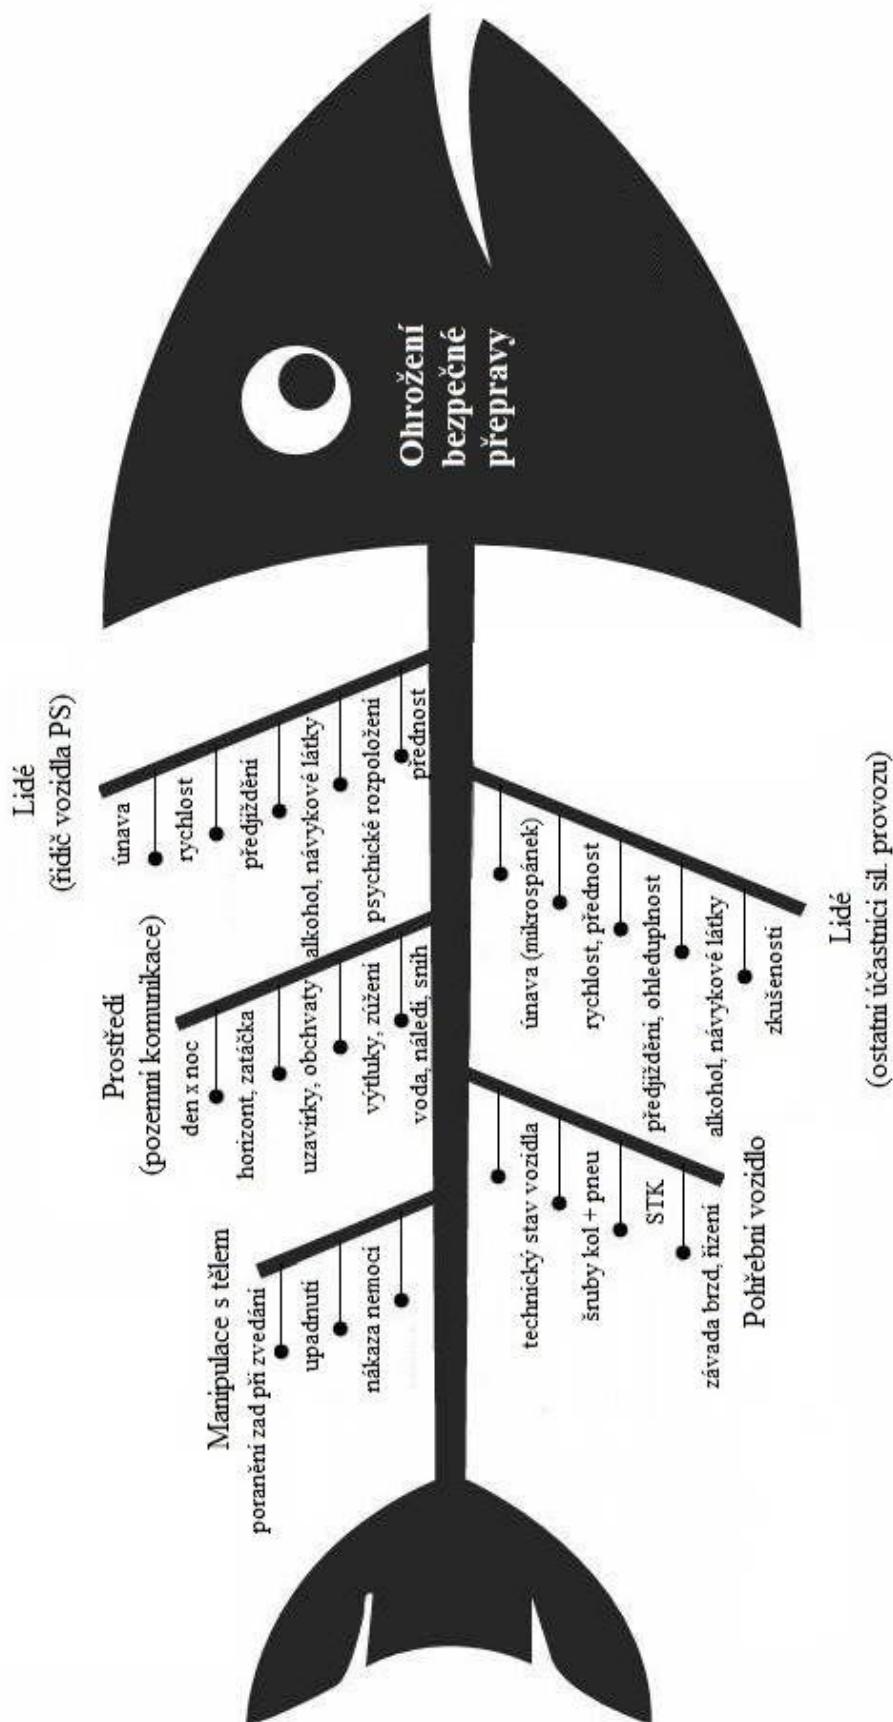 Manipulace s tělem
poranění zad při zvedání
upadnutí
nákaza nemocí
Prostředí
(pozemní komunikace)
den x noc
horizont, zatáčka
uzavírky, obchvaty
výtluky, zúžení
voda, náledí, sníh
Lidé
(řidič vozidla PS)
únava
rychlost
předjíždění
alkohol, návykové látky
psychické rozpoložení
přednost
Ohrožení
bezpečné
přepravy
technický stav vozidla
šruby kol + pneu
STK
závada brzd, řízení
Pohřební vozidlo
únava (mikrospánek)
rychlost, přednost
předjíždění, ohleduplnost
alkohol, návykové látky
zkušenosti
Lidé
(ostatní účastníci sil. provozu)